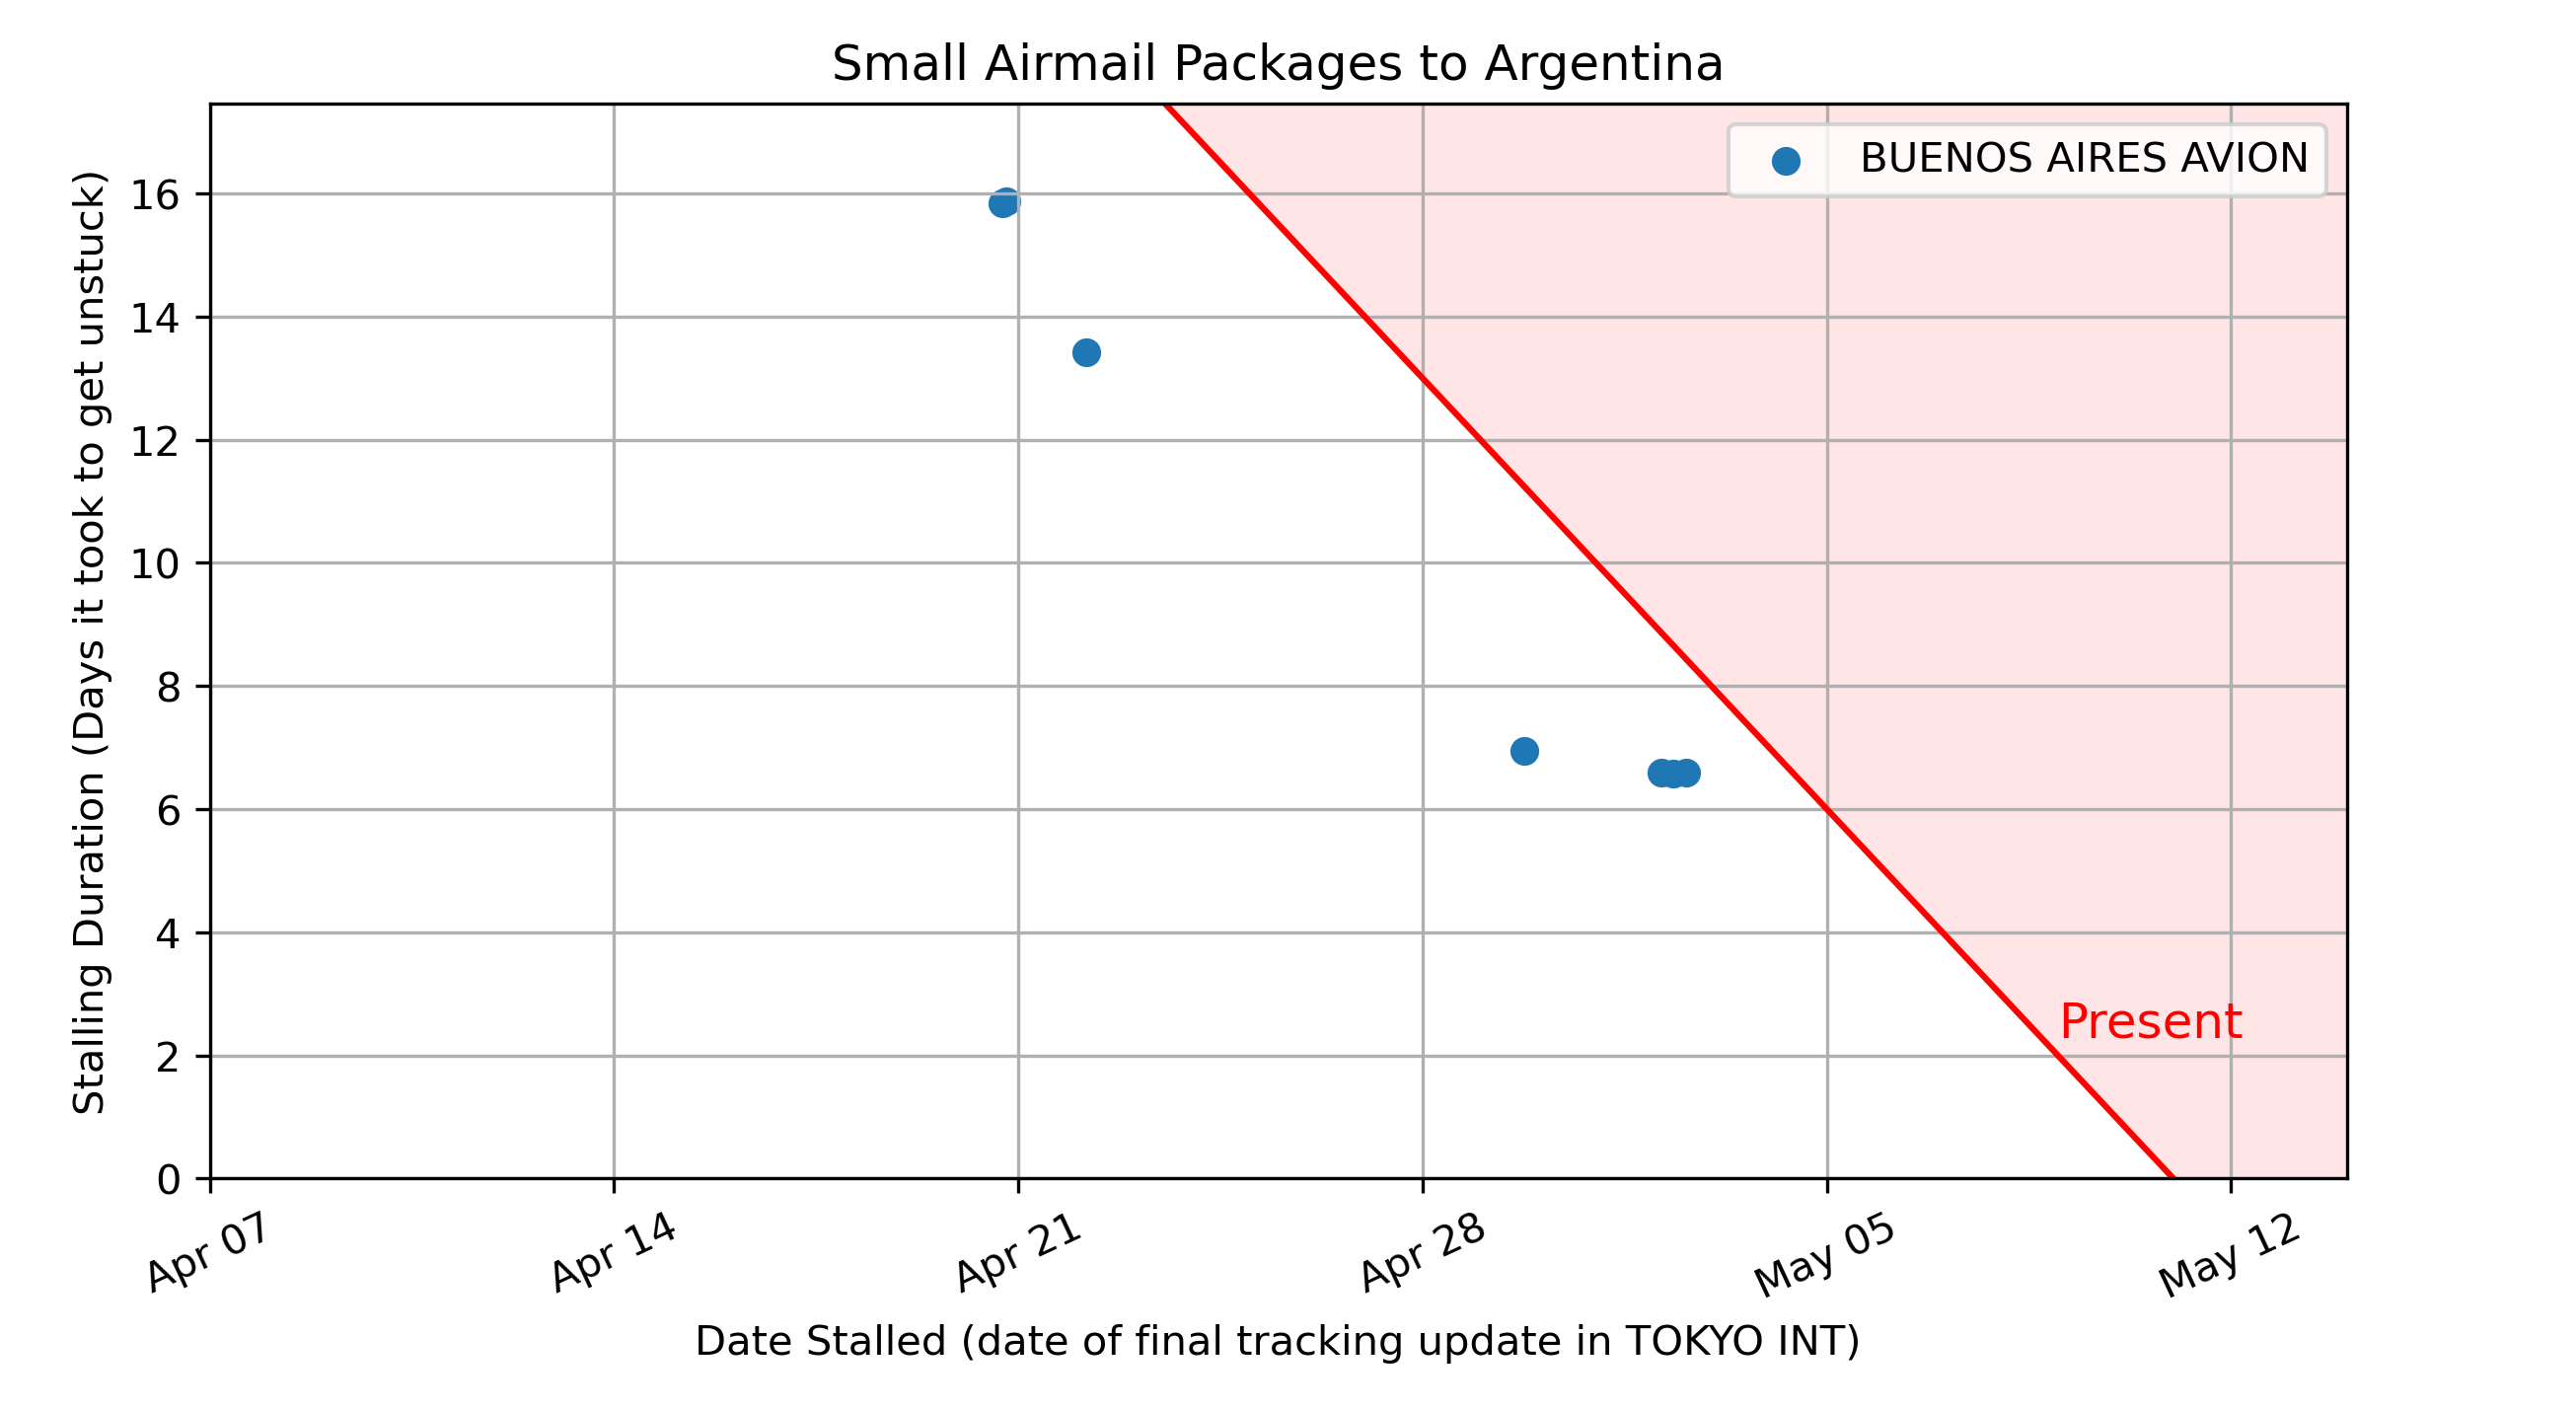 Small Airmail Packages to Argentina
BUENOS AIRES AVION
Stalling Duration (Days it took to get unstuck)
16
14
12
10
8
6
4
2
0
Present
Apr 07
Apr 14
Apr 21
Apr 28
May 05
May 12
Date Stalled (date of final tracking update in TOKYO INT)